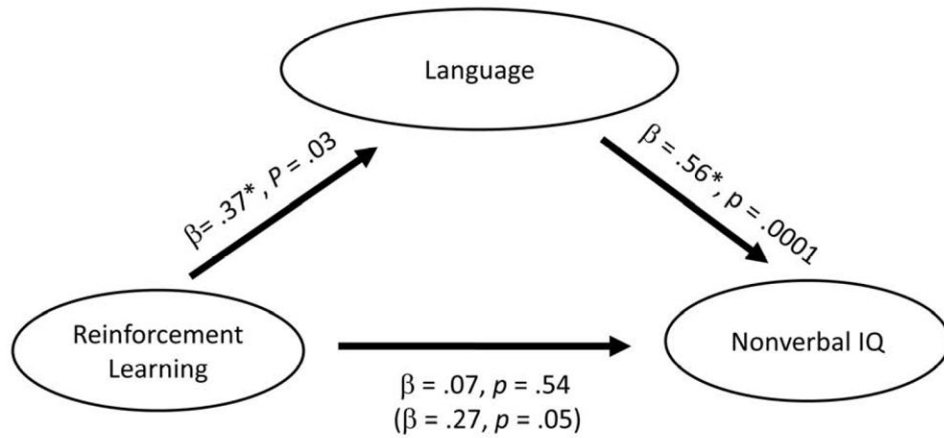 Language
β= .37* , P = .03
β = .56*, p = .0001
Reinforcement
Learning
Nonverbal IQ
β = .07, p = .54
(β = .27, p = .05)